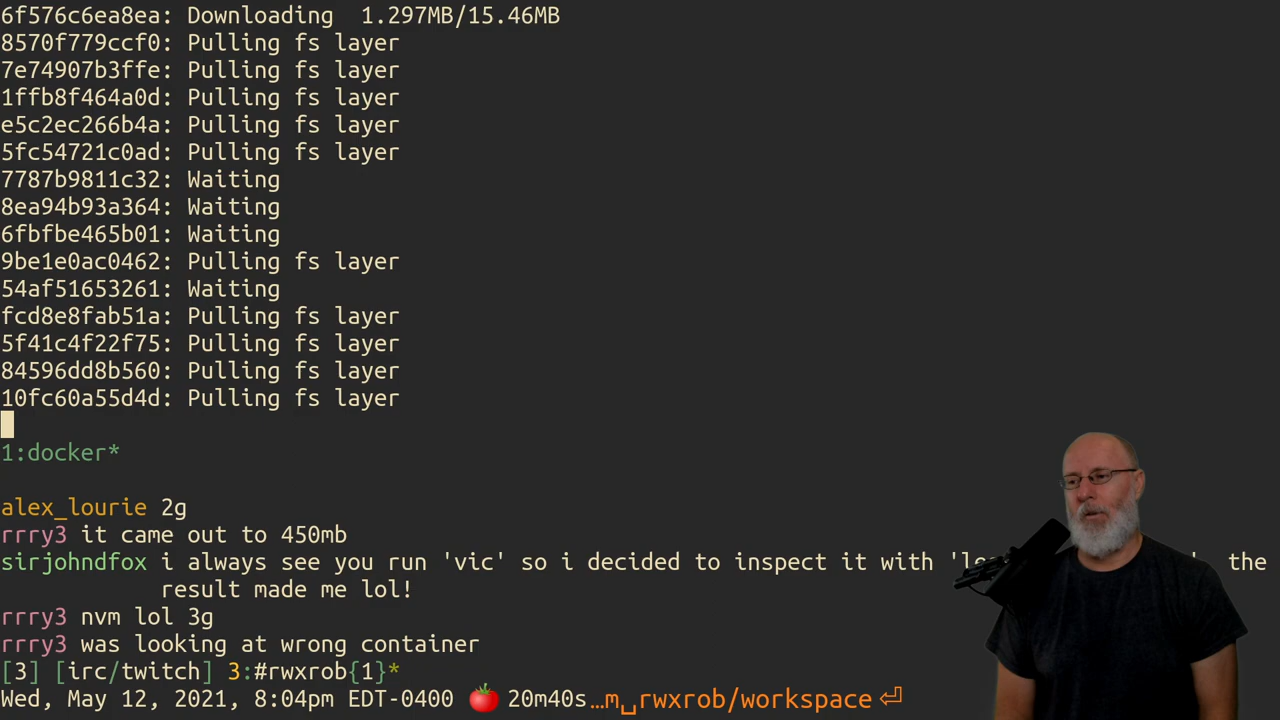 6f576c6ea8ea: Downloading  1.297MB/15.46MB
8570f779ccf0: Pulling fs layer
7e74907b3ffe: Pulling fs layer
1ffb8f464a0d: Pulling fs layer
e5c2ec266b4a: Pulling fs layer
5fc54721c0ad: Pulling fs layer
7787b9811c32: Waiting
8ea94b93a364: Waiting
6fbfbe465b01: Waiting
9be1e0ac0462: Pulling fs layer
54af51653261: Waiting
fcd8e8fab51a: Pulling fs layer
5f41c4f22f75: Pulling fs layer
84596dd8b560: Pulling fs layer
10fc60a55d4d: Pulling fs layer
1:docker*
alex_lourie 2g
rrry3 it came out to 450mb
sirjohndfox i always see you run 'vic' so i decided to inspect it with the
result made me lol!
rrry3 nvm lol 3g
rrry3 was looking at wrong container
[3] [irc/twitch] 3:#rwxrob{1}*
Wed, May 12, 2021, 8:04pm EDT-0400 🍅 20m40s…m␣rwxrob/workspace ⏎